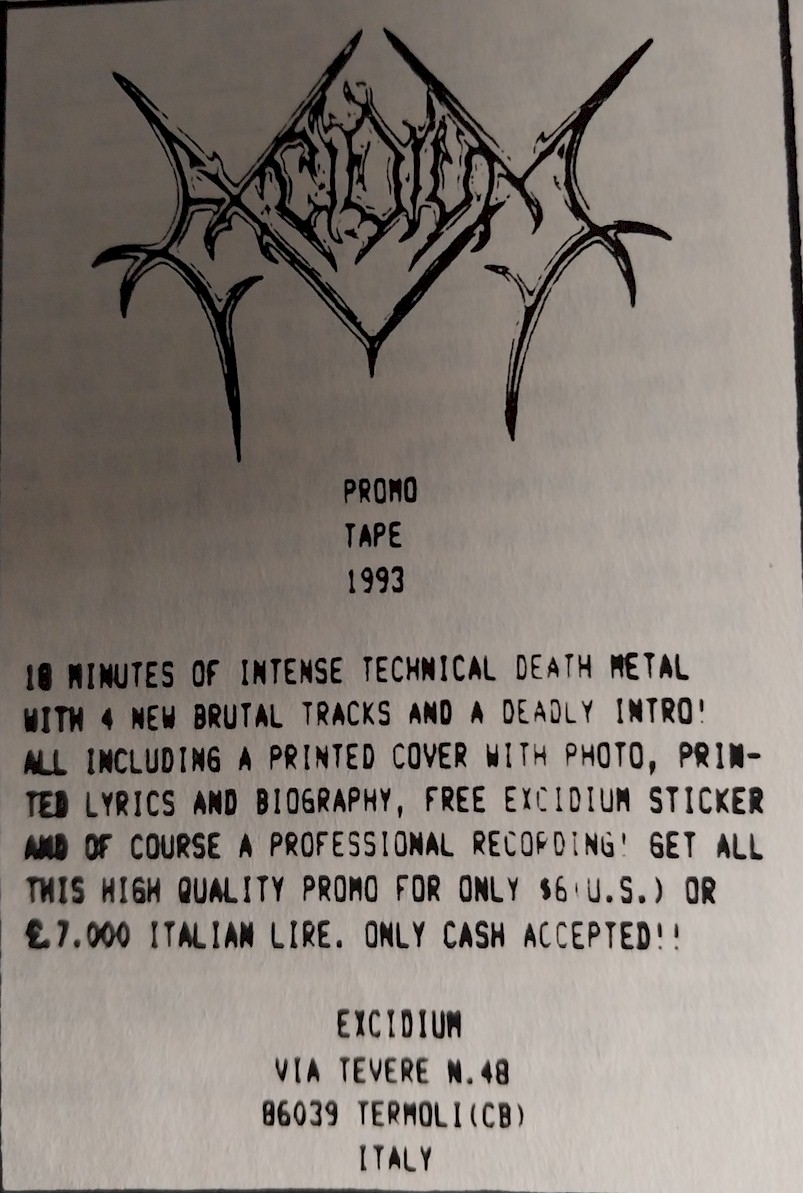 EXCIDIUM
PROMO
TAPE
1993
18 MINUTES OF INTENSE TECHNICAL DEATH METAL
WITH 4 NEW BRUTAL TRACKS AND A DEADLY INTRO!
ALL INCLUDING A PRINTED COVER WITH PHOTO, PRIN-
TED LYRICS AND BIOGRAPHY, FREE EXCIDIUM STICKER
AND OF COURSE A PROFESSIONAL RECORDING! GET ALL
THIS HIGH QUALITY PROMO FOR ONLY $6(U.S.) OR
£.7.000 ITALIAN LIRE. ONLY CASH ACCEPTED!!
EXCIDIUM
VIA TEVERE N.48
86039 TERMOLI(CB)
ITALY